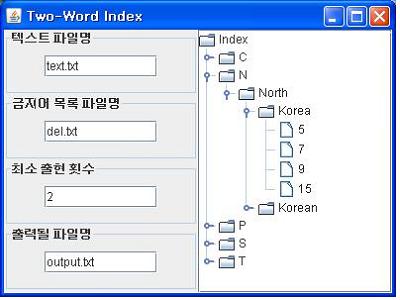 Two-Word Index
텍스트 파일명
text.txt
금지어 목록 파일명
del.txt
최소 출현 횟수
2
출력될 파일명
output.txt
Index
C
N
North
Korea
5
7
9
15
Korean
P
S
T